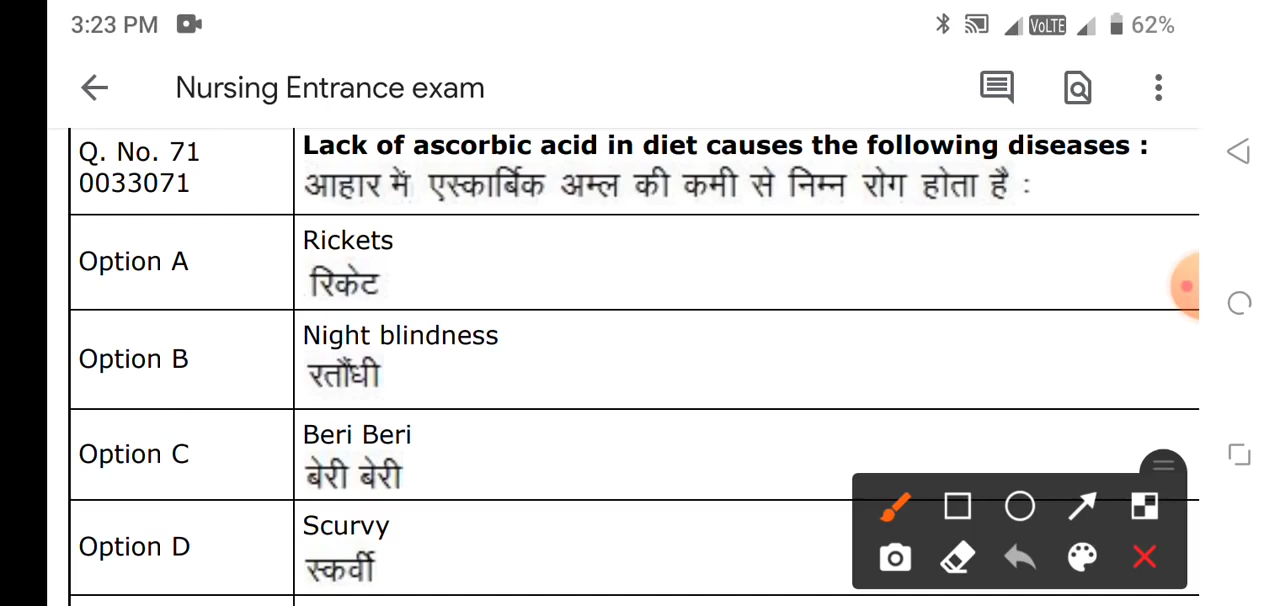 3:23 PM
VoLTE
62%
Nursing Entrance exam
Q. No. 71
0033071
Lack of ascorbic acid in diet causes the following diseases :
आहार में एस्कार्बिक अम्ल की कमी से निम्न रोग होता है :
Option A
Rickets
रिकेट
Option B
Night blindness
रतौंधी
Option C
Beri Beri
बेरी बेरी
Option D
Scurvy
स्कर्वी